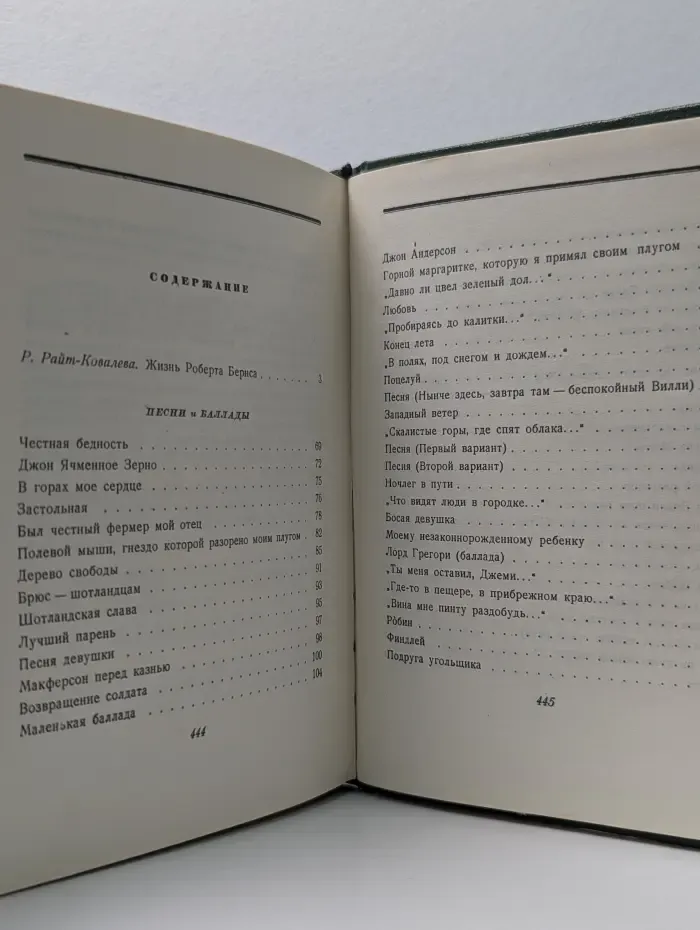 СОДЕРЖАНИЕ
Р. Райт-Ковалева. Жизнь Роберта Бернса . . . . . . 3
ПЕСНИ и БАЛЛАДЫ
Честная бедность . . . . . . . . . . . . . . 69
Джон Ячменное Зерно . . . . . . . . . . . . 72
В горах мое сердце . . . . . . . . . . . . . 75
Застольная . . . . . . . . . . . . . . . . . 76
Был честный фермер мой отец . . . . . . . . 78
Полевой мыши, гнездо которой разорено моим плугом . 82
Дерево свободы . . . . . . . . . . . . . . . 85
Брюс — шотландцам . . . . . . . . . . . . . 91
Шотландская слава . . . . . . . . . . . . . 93
Лучший парень . . . . . . . . . . . . . . . 95
Песня девушки . . . . . . . . . . . . . . . 97
Макферсон перед казнью . . . . . . . . . . . 98
Возвращение солдата . . . . . . . . . . . . 100
Маленькая баллада . . . . . . . . . . . . . 104
444
Джон Андерсон . . . . . . . . . . . . . . .
Горной маргаритке, которую я примял своим плугом . .
„Давно ли цвел зеленый дол...“ . . . . . . . . .
Любовь . . . . . . . . . . . . . . . . . .
„Пробираясь до калитки...“ . . . . . . . . . .
Конец лета . . . . . . . . . . . . . . . .
„В полях, под снегом и дождем...“ . . . . . . .
Поцелуй . . . . . . . . . . . . . . . . . .
Песня (Нынче здесь, завтра там — беспокойный Вилли) .
Западный ветер . . . . . . . . . . . . . . .
„Скалистые горы, где спят облака...“ . . . . . .
Песня (Первый вариант) . . . . . . . . . . . .
Песня (Второй вариант) . . . . . . . . . . . .
Ночлег в пути . . . . . . . . . . . . . . .
„Что видят люди в городке...“ . . . . . . . . .
Босая девушка . . . . . . . . . . . . . . .
Моему незаконнорожденному ребенку . . . . . . .
Лорд Грегори (баллада) . . . . . . . . . . . .
„Ты меня оставил, Джеми...“ . . . . . . . . . .
„Где-то в пещере, в прибрежном краю...“ . . . . .
„Вина мне пинту раздобудь...“ . . . . . . . . .
Робин . . . . . . . . . . . . . . . . . .
Финдлей . . . . . . . . . . . . . . . . . .
Подруга угольщика . . . . . . . . . . . . . .
445